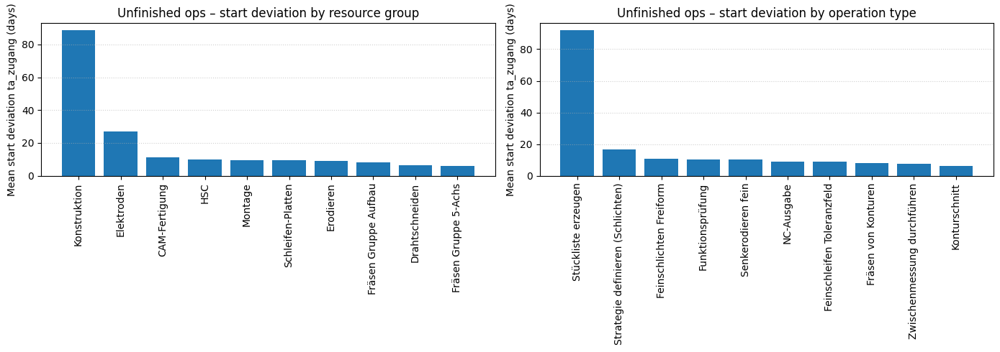 Unfinished ops – start deviation by resource group
Mean start deviation ta_zugang (days)
80
60
40
20
0
Konstruktion
Elektroden
CAM-Fertigung
HSC
Montage
Schleifen-Platten
Erodieren
Fräsen Gruppe Aufbau
Drahtschneiden
Fräsen Gruppe 5-Achs
Unfinished ops – start deviation by operation type
Mean start deviation ta_zugang (days)
80
60
40
20
0
Stückliste erzeugen
Strategie definieren (Schlichten)
Feinschlichten Freiform
Funktionsprüfung
Senkerodieren fein
NC-Ausgabe
Feinschleifen Toleranzfeld
Fräsen von Konturen
Zwischenmessung durchführen
Konturschnitt